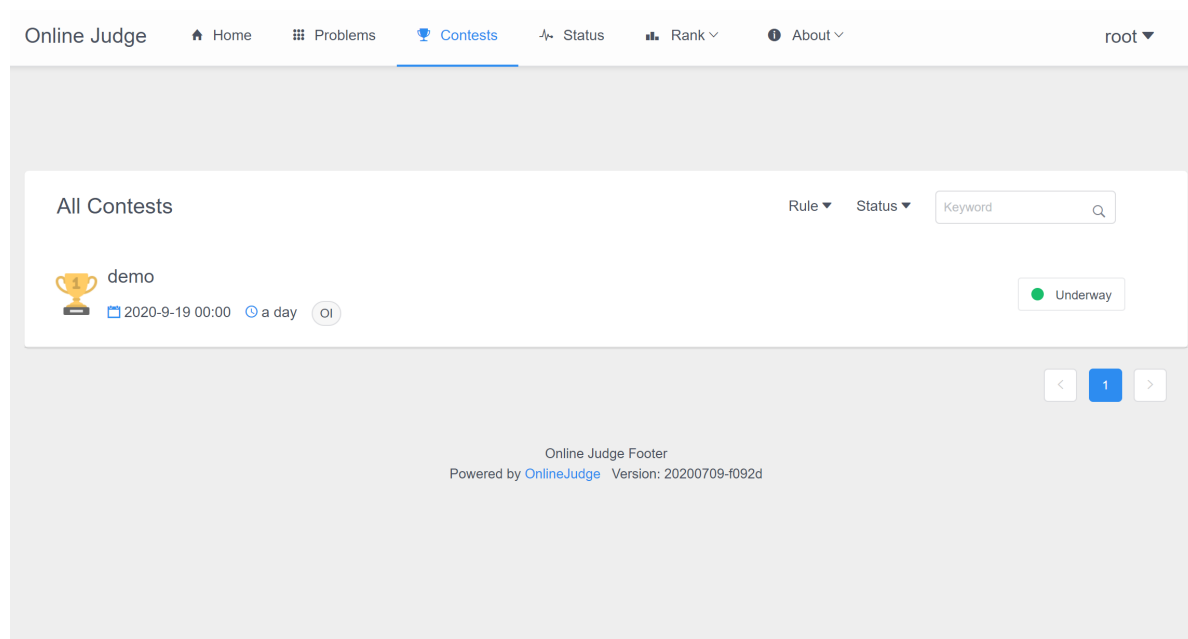 Online Judge Home Problems Contests Status Rank About root
All Contests Rule Status Keyword
1
demo
2020-9-19 00:00 a day OI
Underway
1
Online Judge Footer
Powered by OnlineJudge Version: 20200709-f092d